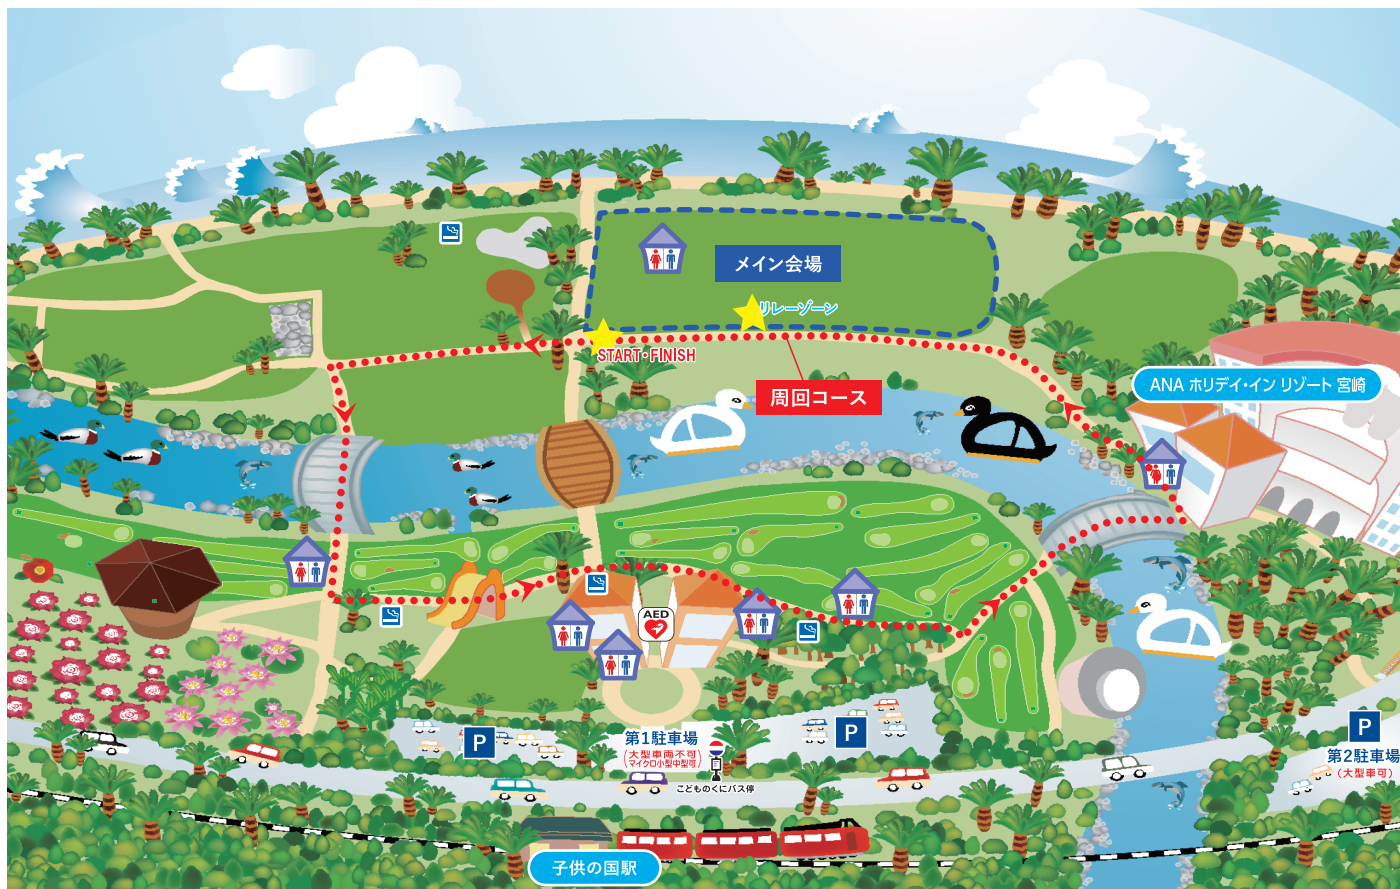 メイン会場
リレーゾーン
START・FINISH
周回コース
ANA ホリデイ・イン リゾート 宮崎
AED
P
第1駐車場
(大型車両不可
マイクロ小型中型可)
こどものくにバス停
P
P
第2駐車場
(大型車可)
子供の国駅